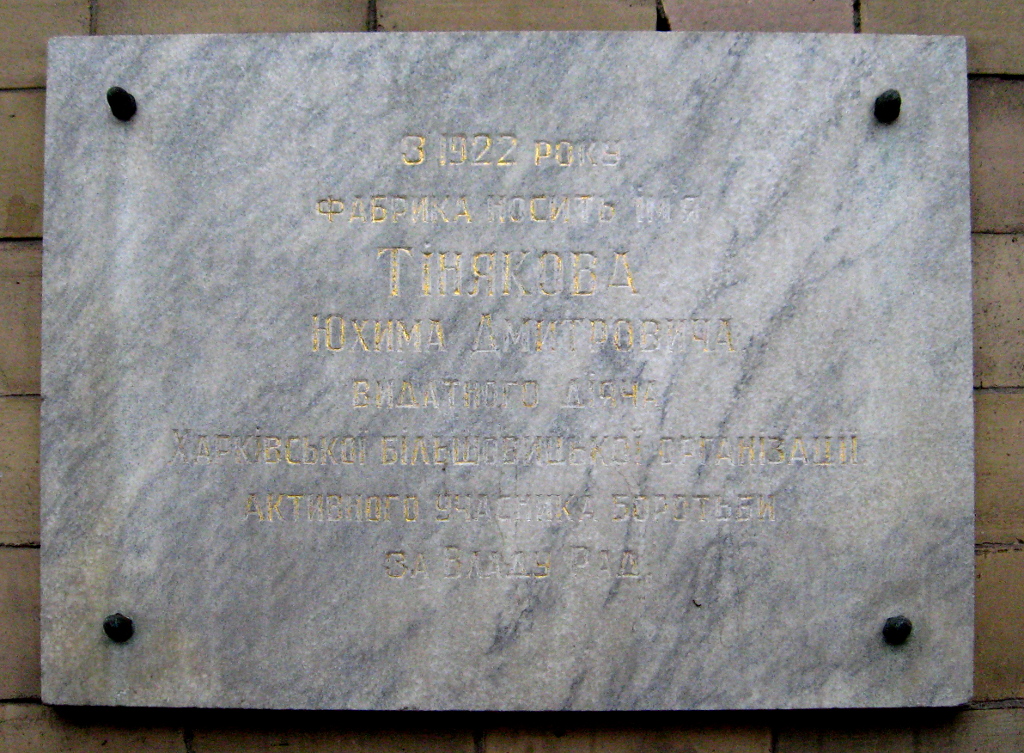 З 1922 року
фабрика носить ім'я
Тінякова
Юхима Дмитровича
видатного діяча
Харківської більшовицької організації
активного учасника боротьби
за Владу Рад.